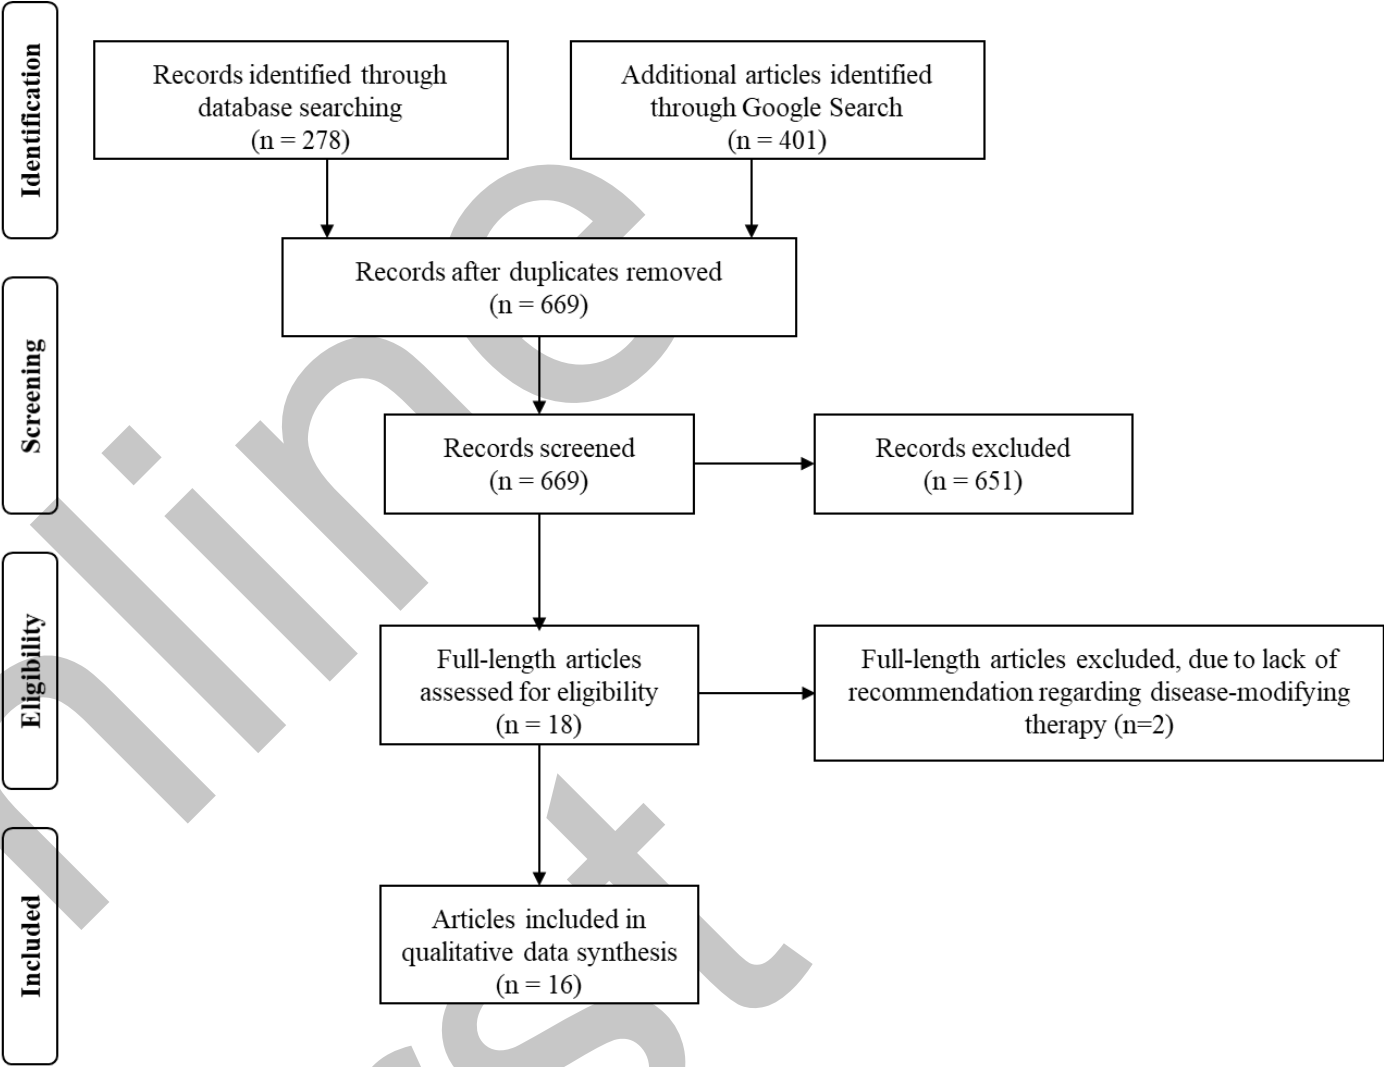 Identification
Records identified through
database searching
(n = 278)
Additional articles identified
through Google Search
(n = 401)
Records after duplicates removed
(n = 669)
Screening
Records screened
(n = 669)
Records excluded
(n = 651)
Eligibility
Full-length articles
assessed for eligibility
(n = 18)
Full-length articles excluded, due to lack of
recommendation regarding disease-modifying
therapy (n=2)
Included
Articles included in
qualitative data synthesis
(n = 16)